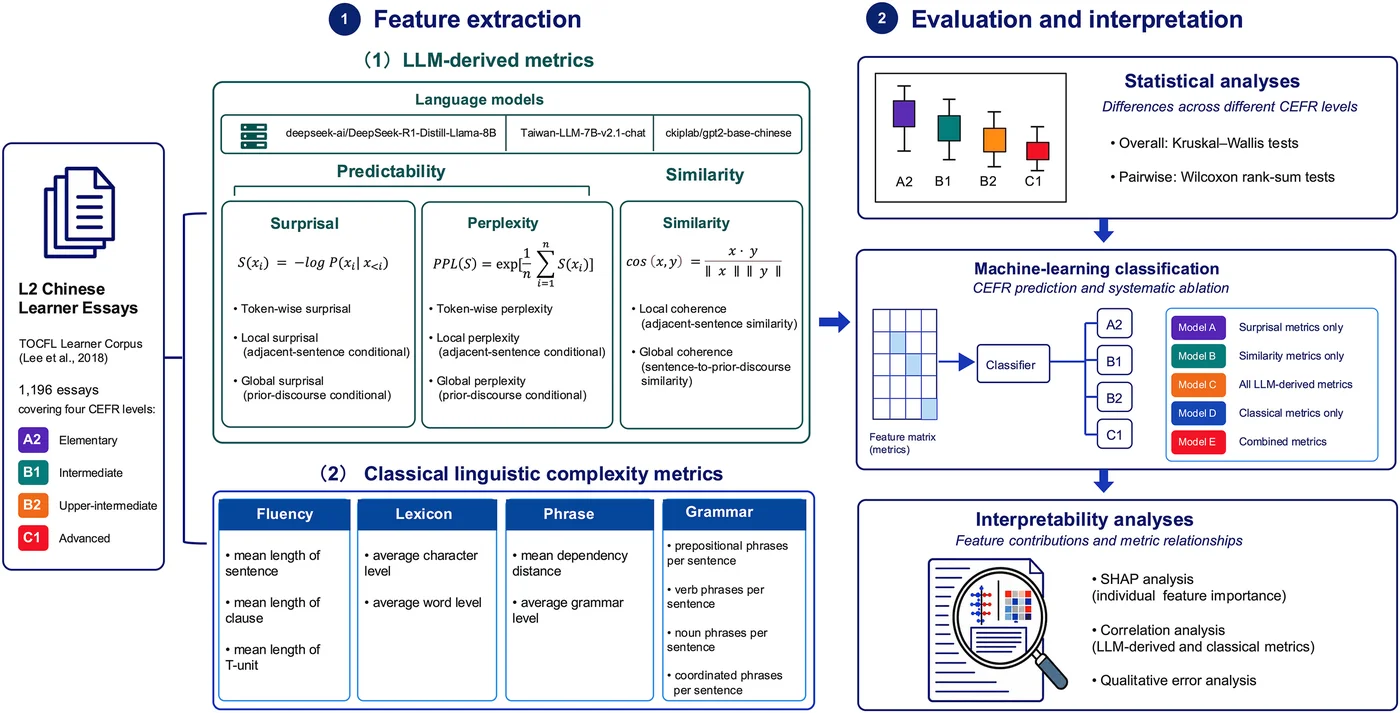 1 Feature extraction
(1) LLM-derived metrics
Language models
deepseek-ai/DeepSeek-R1-Distill-Llama-8B
Taiwan-LLM-7B-v2.1-chat
ckiplab/gpt2-base-chinese
Predictability
Similarity
Surprisal
S(xᵢ) = −log P(xᵢ| x<ᵢ)
• Token-wise surprisal
• Local surprisal
(adjacent-sentence conditional)
• Global surprisal
(prior-discourse conditional)
Perplexity
PPL(S) = exp[1/n ∑ⁿᵢ₌₁ S(xᵢ)]
• Token-wise perplexity
• Local perplexity
(adjacent-sentence conditional)
• Global perplexity
(prior-discourse conditional)
Similarity
cos (x, y) = x · y / ‖ x ‖ ‖ y ‖
• Local coherence
(adjacent-sentence similarity)
• Global coherence
(sentence-to-prior-discourse
similarity)
L2 Chinese
Learner Essays
TOCFL Learner Corpus
(Lee et al., 2018)
1,196 essays
covering four CEFR levels:
A2 Elementary
B1 Intermediate
B2 Upper-intermediate
C1 Advanced
(2) Classical linguistic complexity metrics
Fluency
• mean length of
sentence
• mean length of
clause
• mean length of
T-unit
Lexicon
• average character
level
• average word level
Phrase
• mean dependency
distance
• average grammar
level
Grammar
• prepositional phrases
per sentence
• verb phrases per
sentence
• noun phrases per
sentence
• coordinated phrases
per sentence
2 Evaluation and interpretation
Statistical analyses
Differences across different CEFR levels
• Overall: Kruskal–Wallis tests
• Pairwise: Wilcoxon rank-sum tests
A2 B1 B2 C1
Machine-learning classification
CEFR prediction and systematic ablation
Feature matrix
(metrics)
Classifier
A2
B1
B2
C1
Model A Surprisal metrics only
Model B Similarity metrics only
Model C All LLM-derived metrics
Model D Classical metrics only
Model E Combined metrics
Interpretability analyses
Feature contributions and metric relationships
• SHAP analysis
(individual feature importance)
• Correlation analysis
(LLM-derived and classical metrics)
• Qualitative error analysis